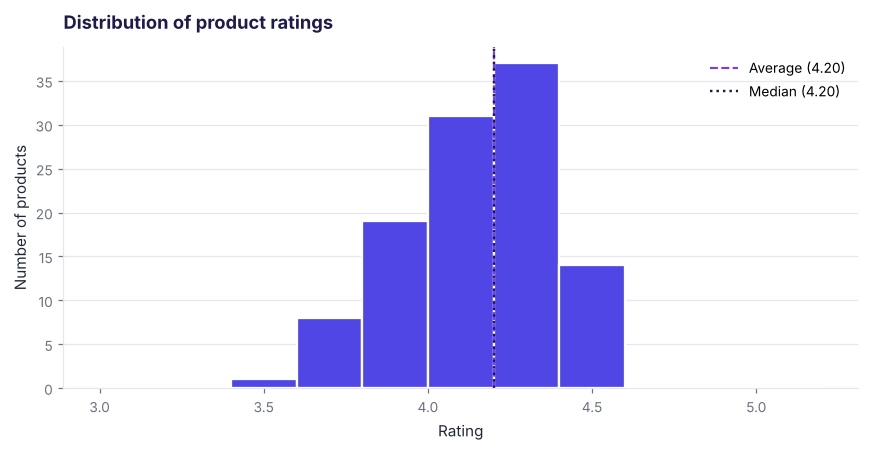 Distribution of product ratings
Average (4.20)
Median (4.20)
Number of products
35
30
25
20
15
10
5
0
3.0
3.5
4.0
4.5
5.0
Rating